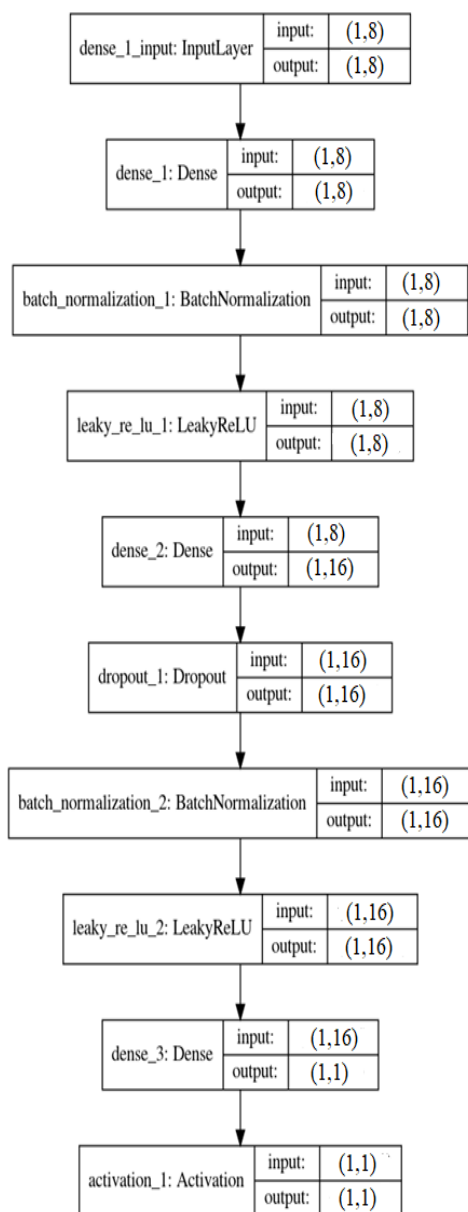 dense_1_input: InputLayer
input: (1,8)
output: (1,8)
dense_1: Dense
input: (1,8)
output: (1,8)
batch_normalization_1: BatchNormalization
input: (1,8)
output: (1,8)
leaky_re_lu_1: LeakyReLU
input: (1,8)
output: (1,8)
dense_2: Dense
input: (1,8)
output: (1,16)
dropout_1: Dropout
input: (1,16)
output: (1,16)
batch_normalization_2: BatchNormalization
input: (1,16)
output: (1,16)
leaky_re_lu_2: LeakyReLU
input: (1,16)
output: (1,16)
dense_3: Dense
input: (1,16)
output: (1,1)
activation_1: Activation
input: (1,1)
output: (1,1)